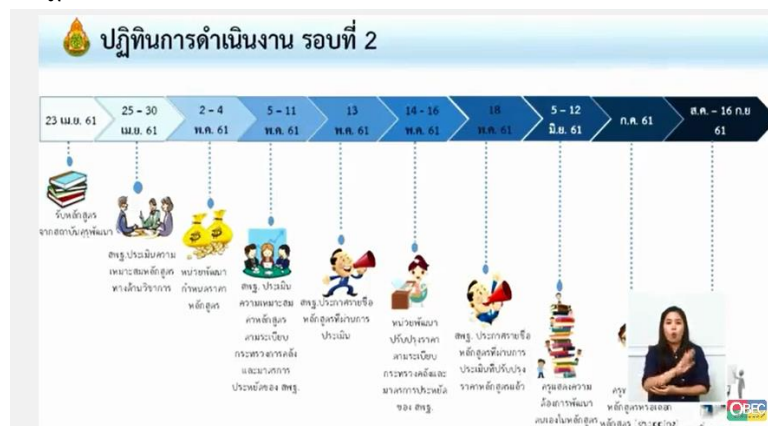 ปฏิทินการดำเนินงาน รอบที่ 2
23 เม.ย. 61
25 – 30
เม.ย. 61
2 – 4
พ.ค. 61
5 – 11
พ.ค. 61
13
พ.ค. 61
14 - 16
พ.ค. 61
18
พ.ค. 61
5 – 12
มิ.ย. 61
ก.ค. 61
ส.ค. – 16 ก.ย
61
รับหลักสูตร
จากสถาบันคุรุพัฒนา
สพฐ.ประเมินความ
เหมาะสมหลักสูตร
ทางด้านวิชาการ
หน่วยพัฒนา
กำหนดราคา
หลักสูตร
สพฐ. ประเมิน
ความเหมาะสม
ค่าหลักสูตร
ตามระเบียบ
กระทรวงการคลัง
และมาตรการ
ประหยัดของ สพฐ.
สพฐ.ประกาศรายชื่อ
หลักสูตรที่ผ่านการ
ประเมิน
หน่วยพัฒนา
ปรับปรุงราคา
ตามระเบียบ
กระทรวงการคลังและ
มาตรการประหยัด
ของ สพฐ.
สพฐ. ประกาศรายชื่อ
หลักสูตรที่ผ่านการ
ประเมินที่ปรับปรุง
ราคาหลักสูตรแล้ว
ครูแสดงความ
ต้องการพัฒนา
ตนเองในหลักสูตร
OBEC